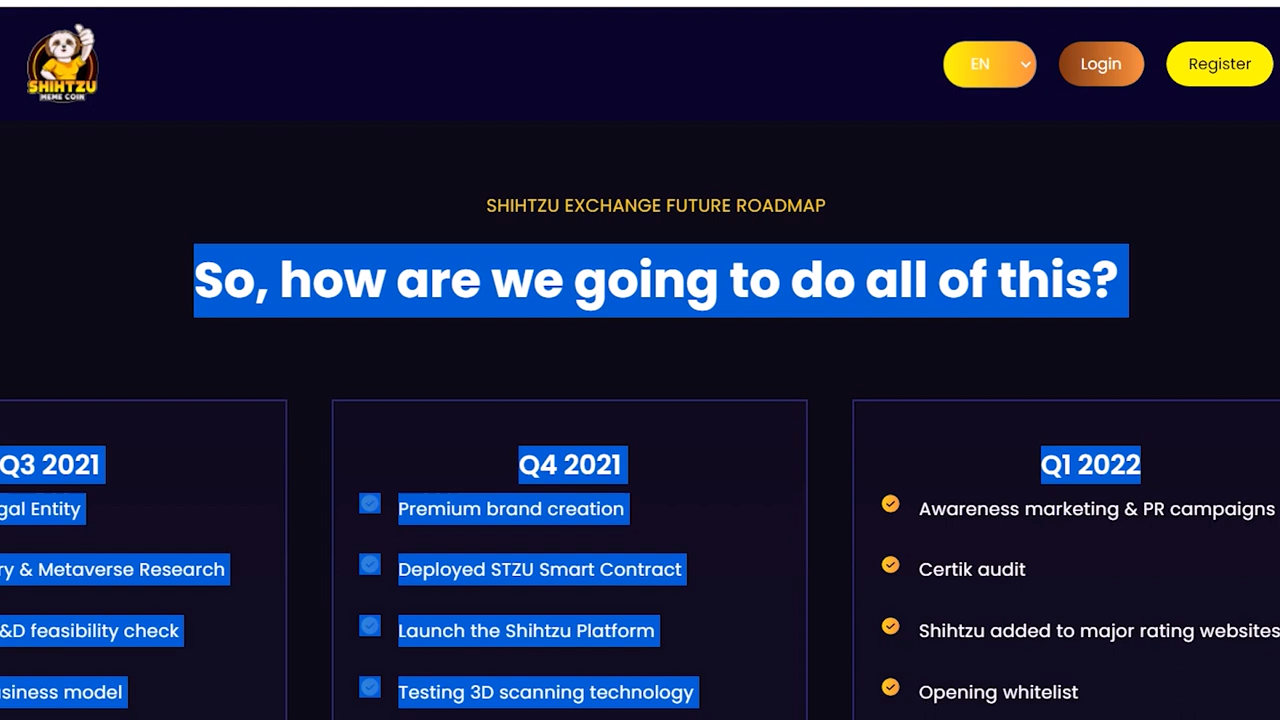 SHIHTZU
MEME COIN
EN
Login
Register
SHIHTZU EXCHANGE FUTURE ROADMAP
So, how are we going to do all of this?
Q3 2021
gal Entity
ry & Metaverse Research
&D feasibility check
usiness model
Q4 2021
Premium brand creation
Deployed STZU Smart Contract
Launch the Shihtzu Platform
Testing 3D scanning technology
Q1 2022
Awareness marketing & PR campaigns
Certik audit
Shihtzu added to major rating websites
Opening whitelist